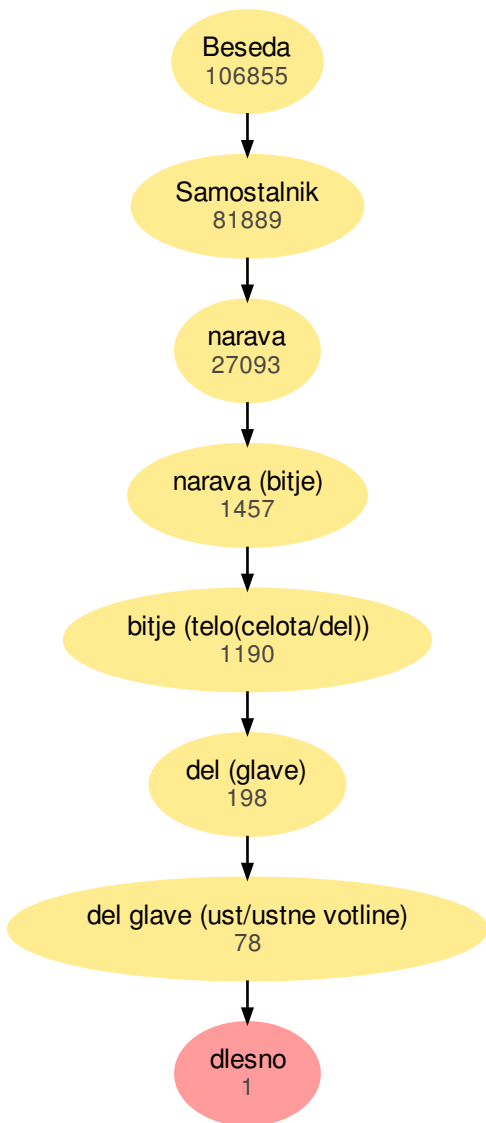 Beseda
106855
Samostalnik
81889
narava
27093
narava (bitje)
1457
bitje (telo(celota/del))
1190
del (glave)
198
del glave (ust/ustne votline)
78
dlesno
1